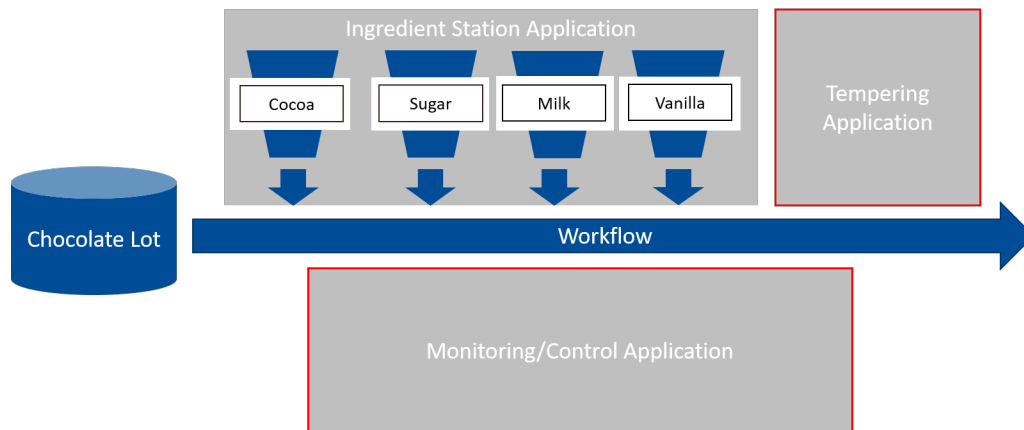 Ingredient Station Application
Cocoa
Sugar
Milk
Vanilla
Tempering
Application
Chocolate Lot
Workflow
Monitoring/Control Application